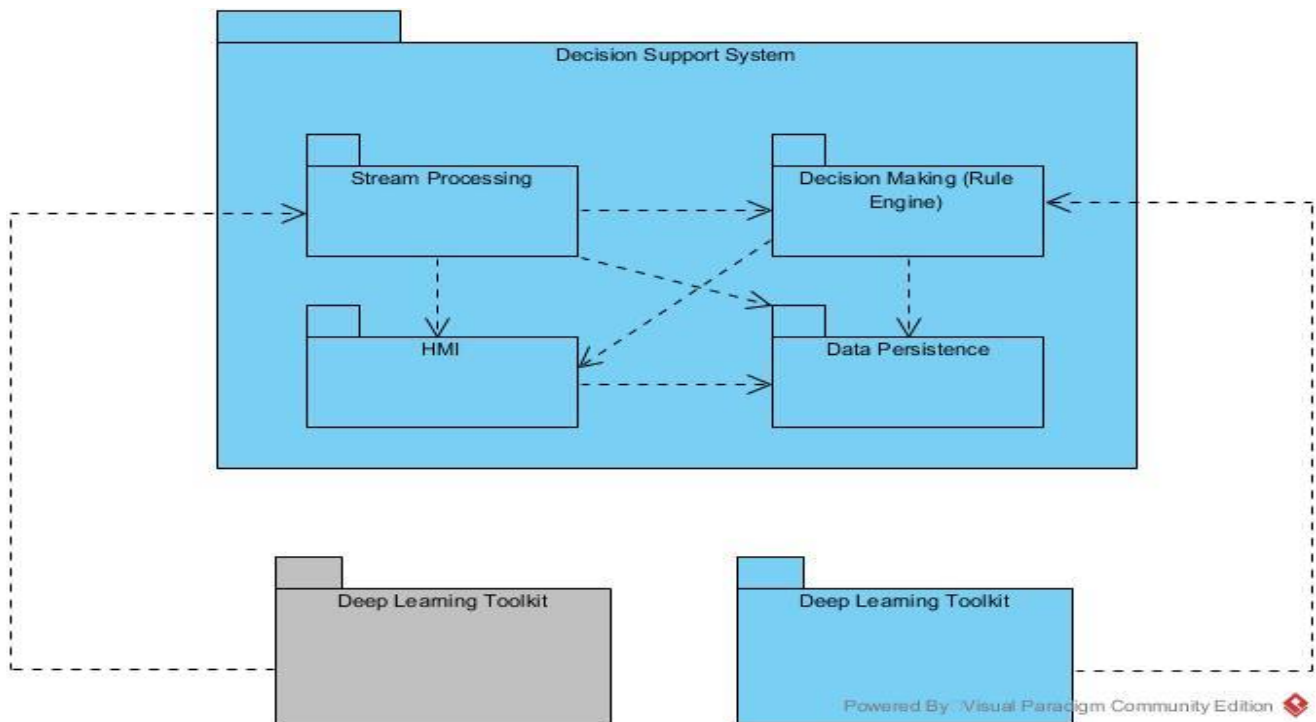 Decision Support System
Stream Processing
Decision Making (Rule
Engine)
HMI
Data Persistence
Deep Learning Toolkit
Deep Learning Toolkit
Powered By Visual Paradigm Community Edition